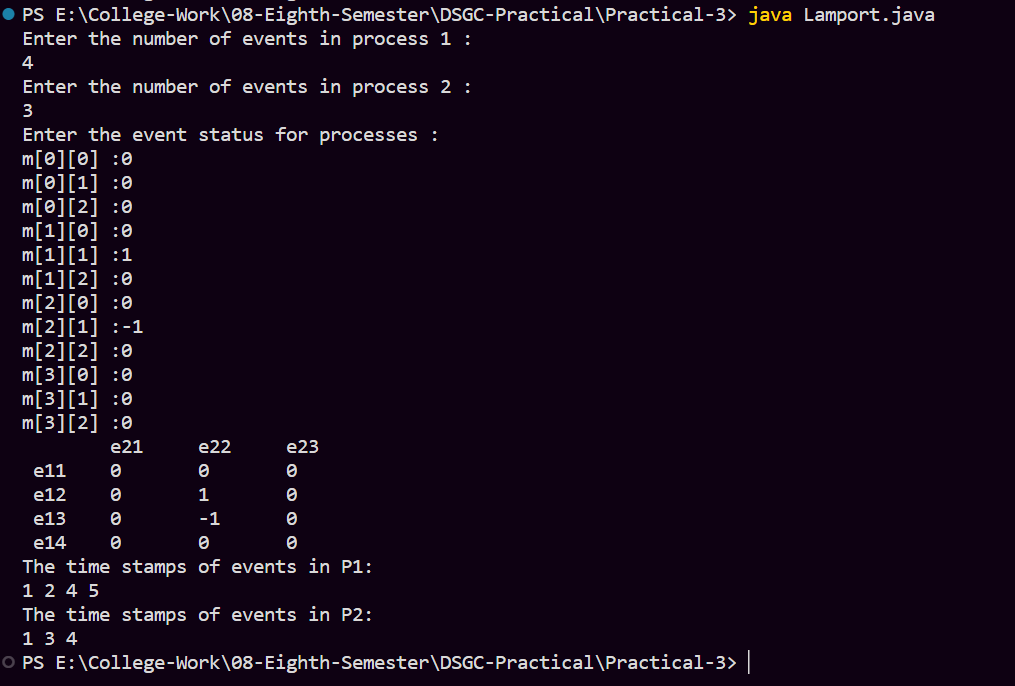 PS E:\College-Work\08-Eighth-Semester\DSGC-Practical\Practical-3> java Lamport.java
Enter the number of events in process 1 :
4
Enter the number of events in process 2 :
3
Enter the event status for processes :
m[0][0] :0
m[0][1] :0
m[0][2] :0
m[1][0] :0
m[1][1] :1
m[1][2] :0
m[2][0] :0
m[2][1] :-1
m[2][2] :0
m[3][0] :0
m[3][1] :0
m[3][2] :0
        e21     e22     e23
 e11    0       0       0
 e12    0       1       0
 e13    0       -1      0
 e14    0       0       0
The time stamps of events in P1:
1 2 4 5
The time stamps of events in P2:
1 3 4
PS E:\College-Work\08-Eighth-Semester\DSGC-Practical\Practical-3>